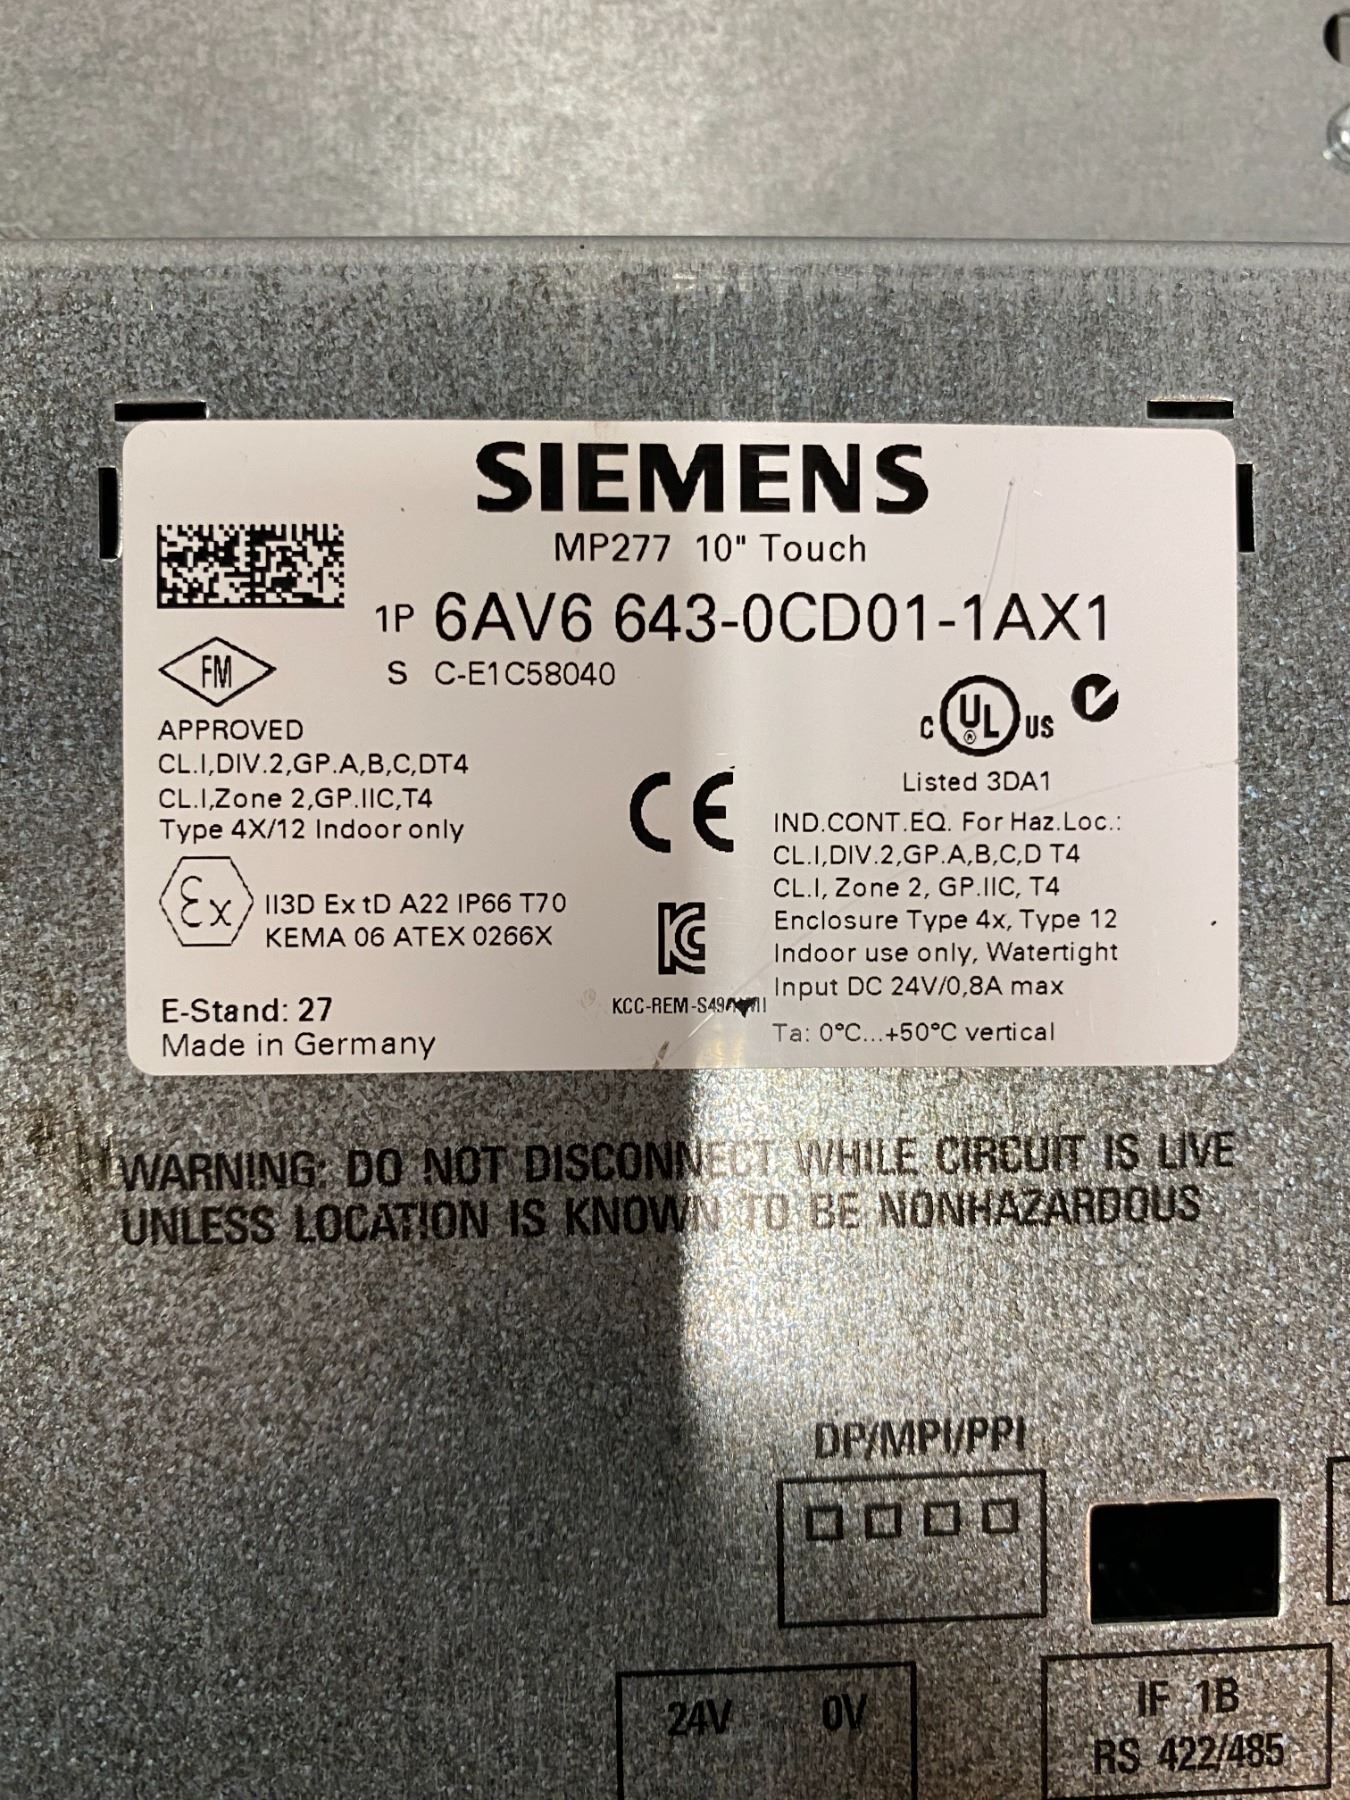 SIEMENS
MP277 10" Touch
1P 6AV6 643-0CD01-1AX1
S C-E1C58040
FM
APPROVED
CL.I,DIV.2,GP.A,B,C,DT4
CL.I,Zone 2,GP.IIC,T4
Type 4X/12 Indoor only
Ex II3D Ex tD A22 IP66 T70
KEMA 06 ATEX 0266X
E-Stand: 27
Made in Germany
CE
KC
C UL ® US
Listed 3DA1
IND.CONT.EQ. For Haz.Loc.:
CL.I,DIV.2,GP.A,B,C,D T4
CL.I, Zone 2, GP.IIC, T4
Enclosure Type 4x, Type 12
Indoor use only, Watertight
Input DC 24V/0,8A max
Ta: 0°C...+50°C vertical
WARNING: DO NOT DISCONNECT WHILE CIRCUIT IS LIVE
UNLESS LOCATION IS KNOWN TO BE NONHAZARDOUS
DP/MPI/PPI
24V 0V
IF 1B
RS 422/485